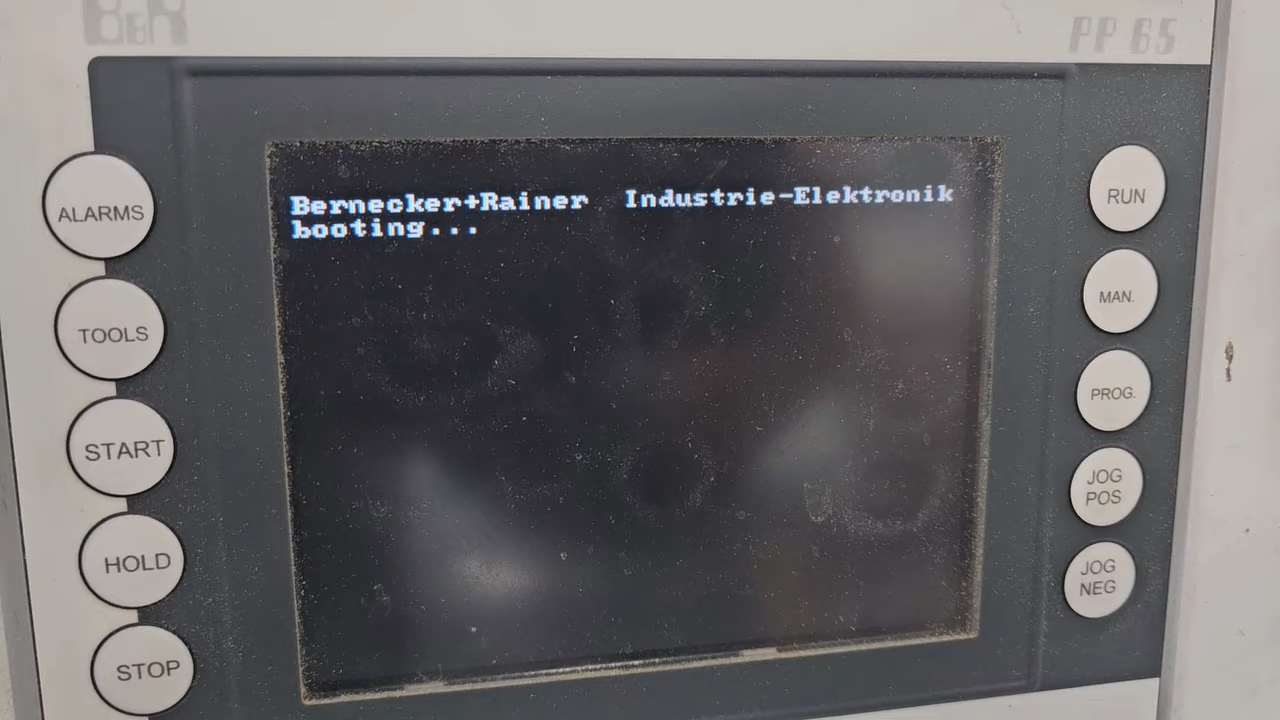 B&R
PP 65
Bernecker+Rainer Industrie-Elektronik
booting...
ALARMS
TOOLS
START
HOLD
STOP
RUN
MAN.
PROG.
JOG
POS
JOG
NEG